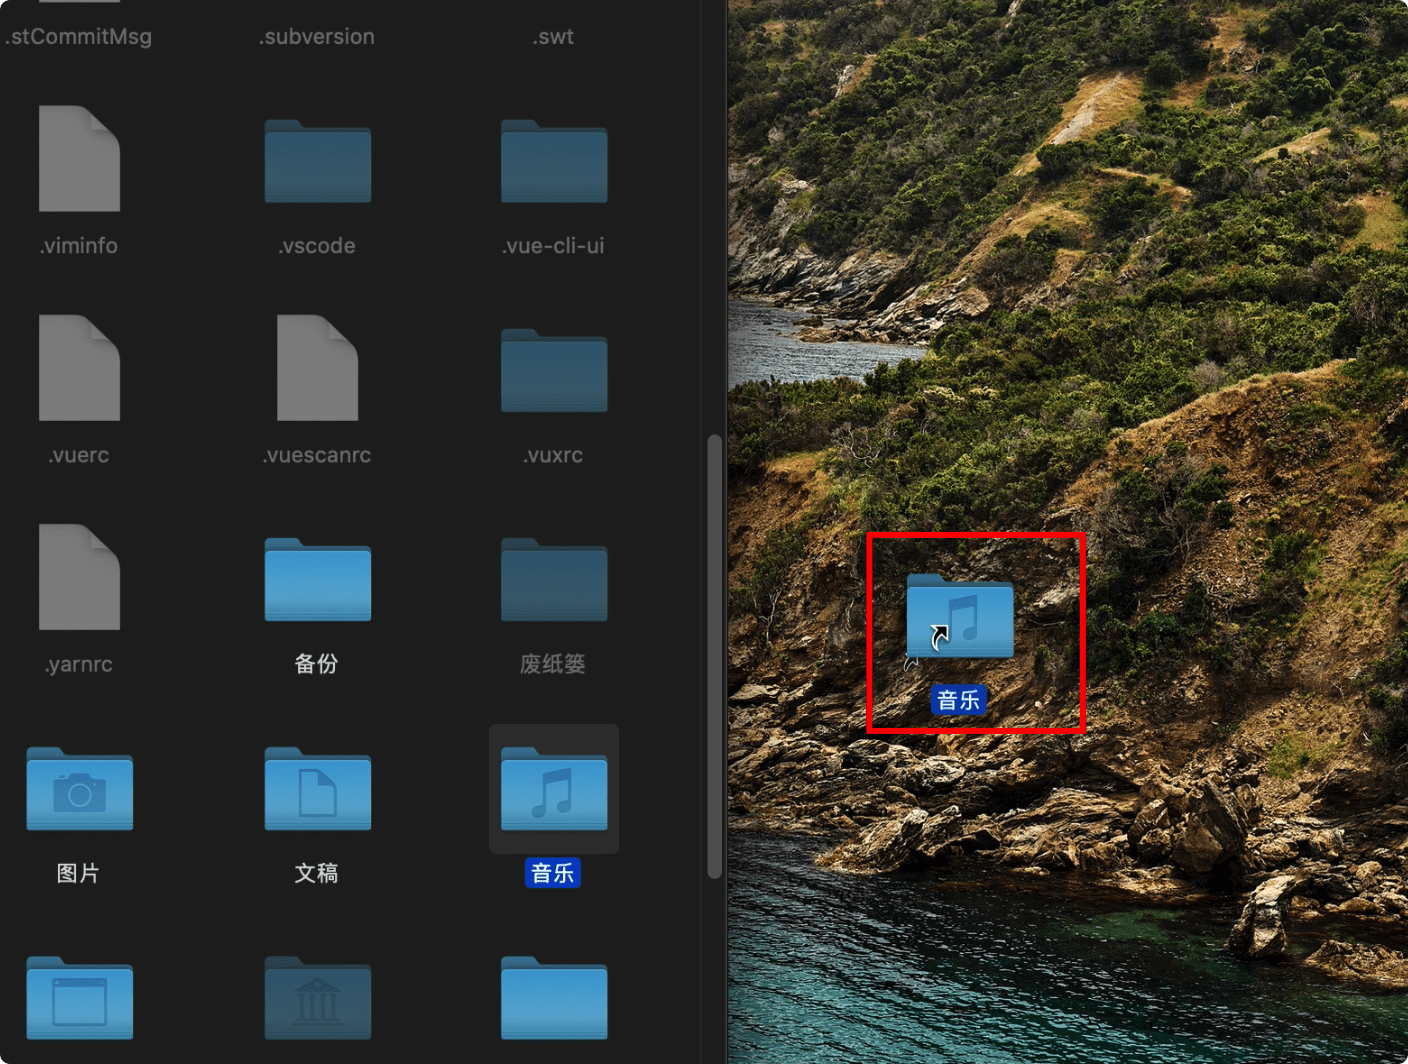 .stCommitMsg
.subversion
.swt
.viminfo
.vscode
.vue-cli-ui
.vuerc
.vuescanrc
.vuxrc
.yarnrc
备份
废纸篓
音乐
图片
文稿
音乐